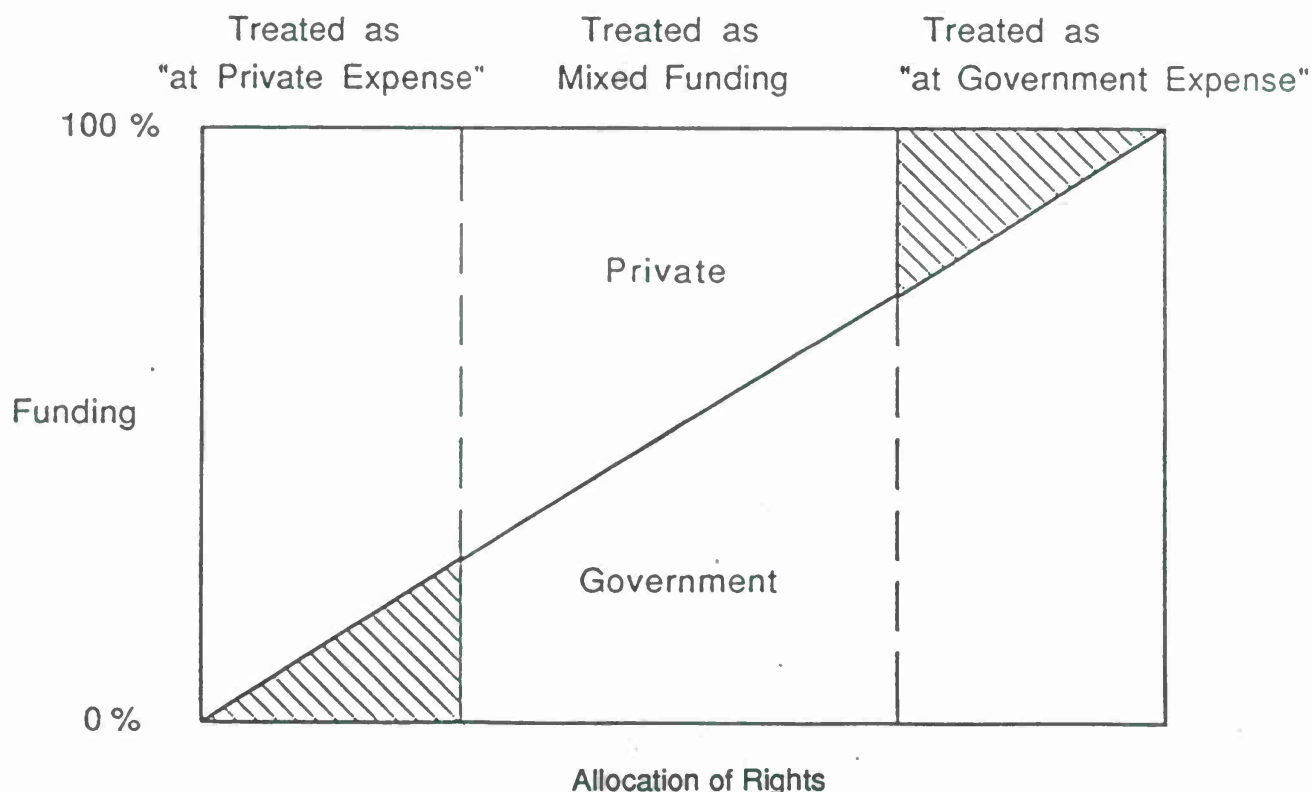 Treated as
"at Private Expense"
Treated as
Mixed Funding
Treated as
"at Government Expense"
100 %
Private
Funding
Government
0 %
Allocation of Rights